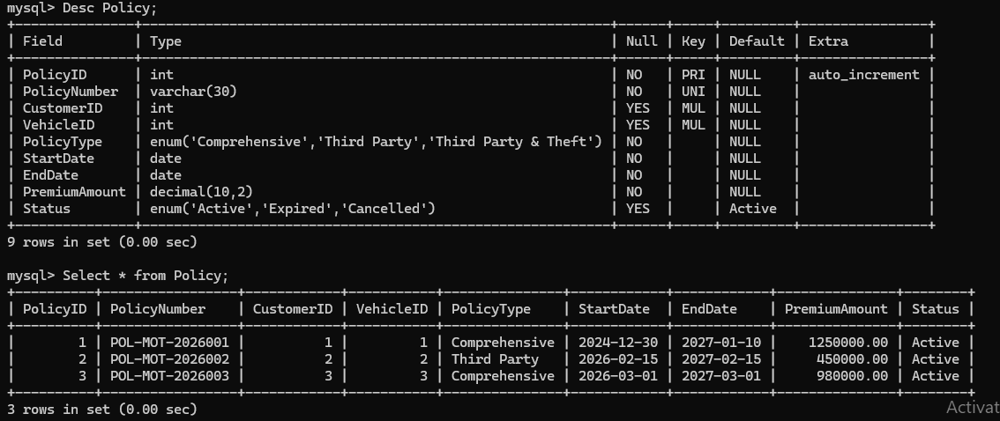 mysql> Desc Policy;
+---------------+-----------------------------------------------------------+------+-----+---------+----------------+
| Field         | Type                                                      | Null | Key | Default | Extra          |
+---------------+-----------------------------------------------------------+------+-----+---------+----------------+
| PolicyID      | int                                                       | NO   | PRI | NULL    | auto_increment |
| PolicyNumber  | varchar(30)                                               | NO   | UNI | NULL    |                |
| CustomerID    | int                                                       | YES  | MUL | NULL    |                |
| VehicleID     | int                                                       | YES  | MUL | NULL    |                |
| PolicyType    | enum('Comprehensive','Third Party','Third Party & Theft') | NO   |     | NULL    |                |
| StartDate     | date                                                      | NO   |     | NULL    |                |
| EndDate       | date                                                      | NO   |     | NULL    |                |
| PremiumAmount | decimal(10,2)                                             | NO   |     | NULL    |                |
| Status        | enum('Active','Expired','Cancelled')                      | YES  |     | Active  |                |
+---------------+-----------------------------------------------------------+------+-----+---------+----------------+
9 rows in set (0.00 sec)
mysql> Select * from Policy;
+----------+-----------------+------------+-----------+---------------+------------+------------+---------------+--------+
| PolicyID | PolicyNumber    | CustomerID | VehicleID | PolicyType    | StartDate  | EndDate    | PremiumAmount | Status |
+----------+-----------------+------------+-----------+---------------+------------+------------+---------------+--------+
|        1 | POL-MOT-2026001 |          1 |         1 | Comprehensive | 2024-12-30 | 2027-01-10 |    1250000.00 | Active |
|        2 | POL-MOT-2026002 |          2 |         2 | Third Party   | 2026-02-15 | 2027-02-15 |     450000.00 | Active |
|        3 | POL-MOT-2026003 |          3 |         3 | Comprehensive | 2026-03-01 | 2027-03-01 |     980000.00 | Active |
+----------+-----------------+------------+-----------+---------------+------------+------------+---------------+--------+
3 rows in set (0.00 sec)
Activat